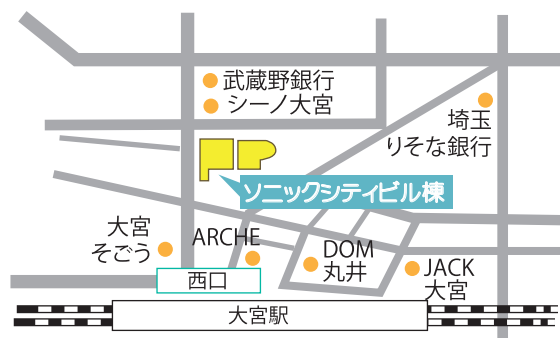 武蔵野銀行
シーノ大宮
埼玉
りそな銀行
ソニックシティビル棟
大宮
そごう
ARCHE
DOM
丸井
JACK
大宮
西口
大宮駅